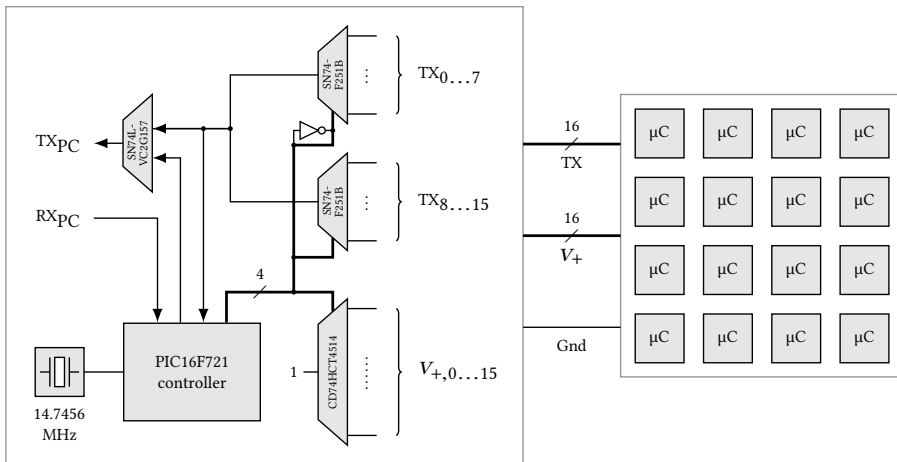 SN74-
F251B
TX0...7
TXPC
SN74L-
VC2G157
SN74-
F251B
TX8...15
RXPC
4
PIC16F721
controller
14.7456
MHz
1
CD74HCT4514
V+,0...15
16
TX
16
V+
Gnd
μC μC μC μC
μC μC μC μC
μC μC μC μC
μC μC μC μC